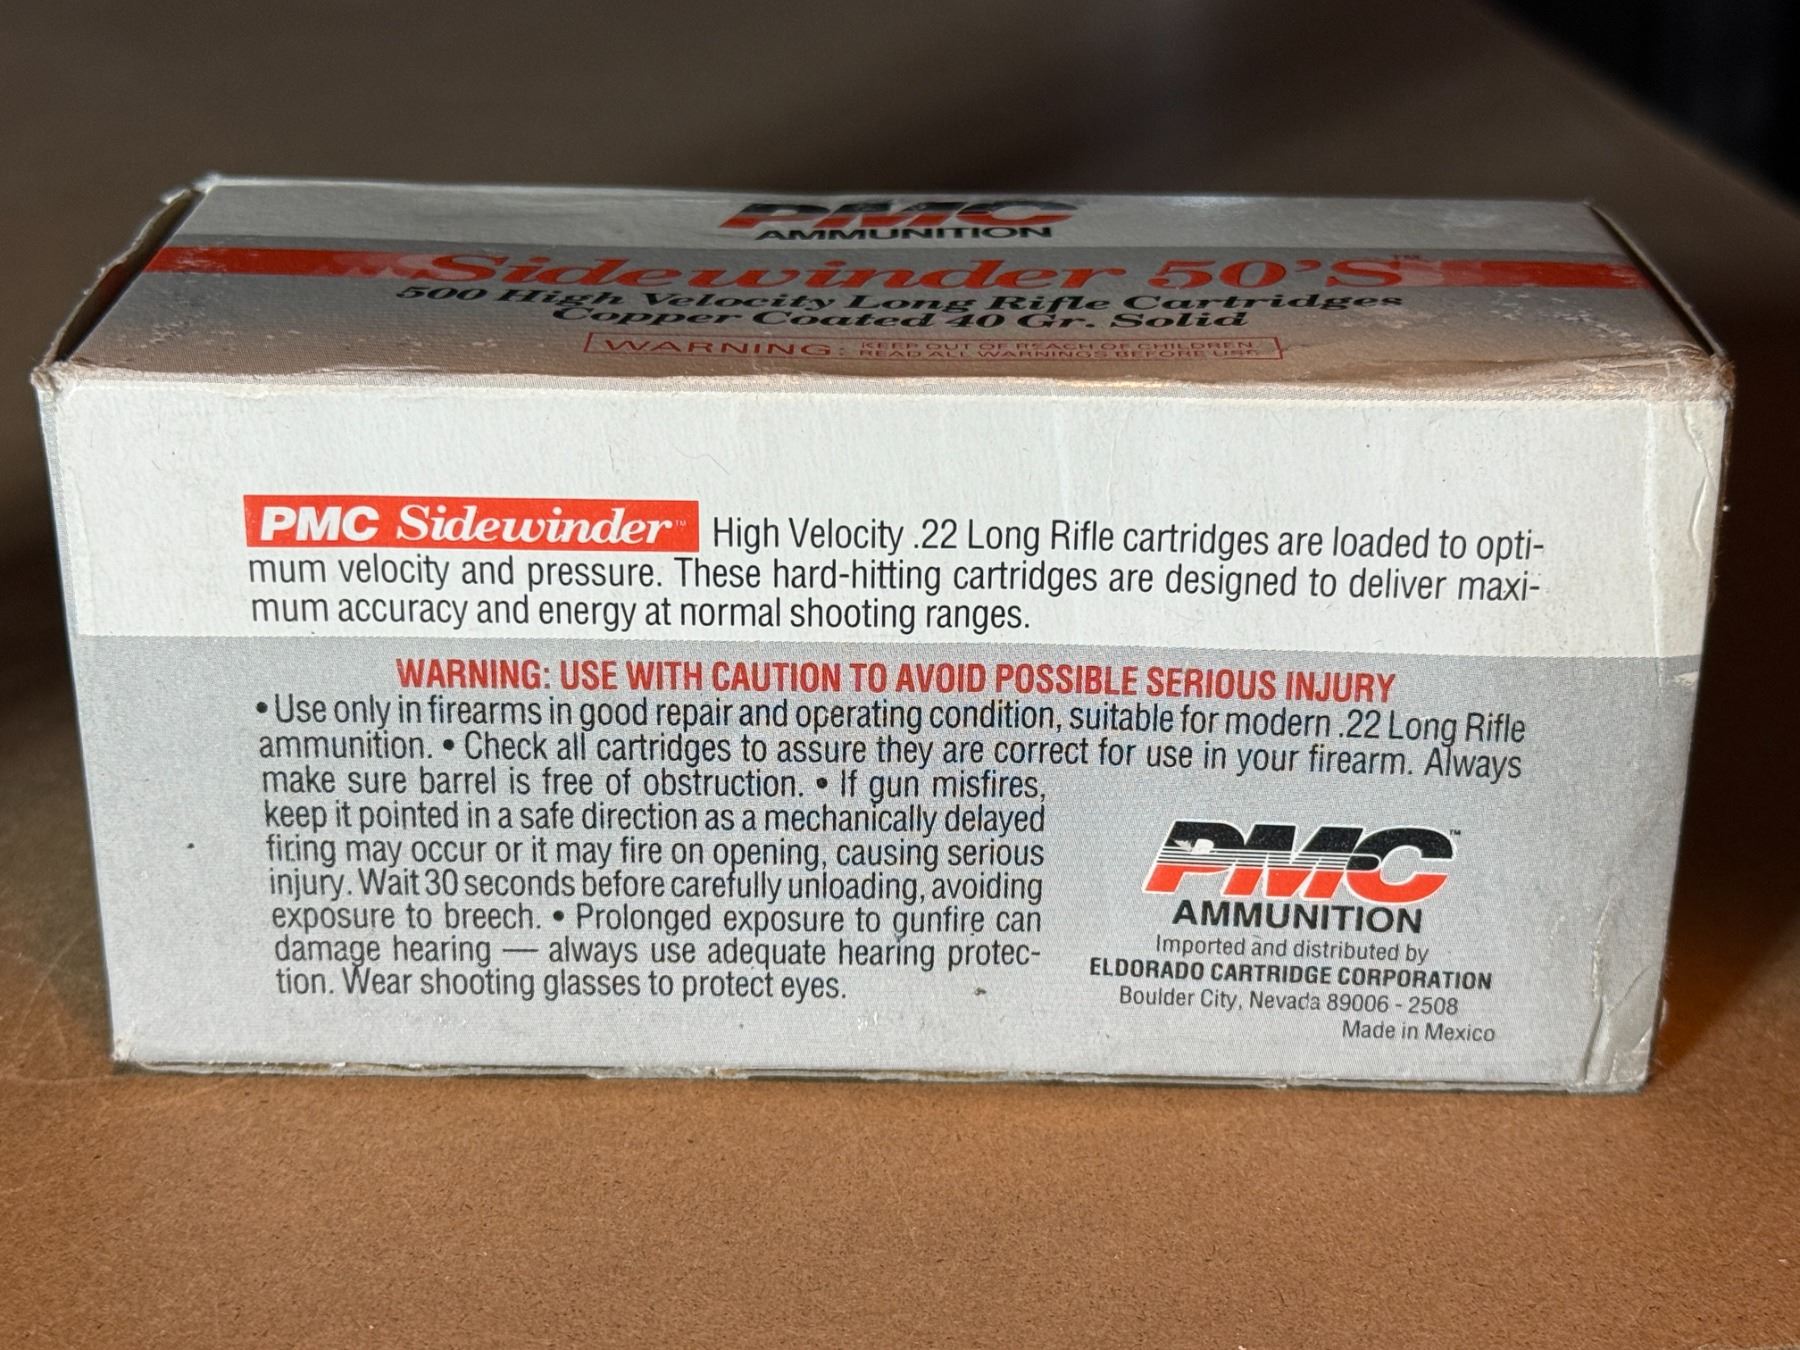 PMC
AMMUNITION
Sidewinder 50'S™
500 High Velocity Long Rifle Cartridges
Copper Coated 40 Gr. Solid
WARNING: KEEP OUT OF REACH OF CHILDREN
READ ALL WARNINGS BEFORE USE
PMC Sidewinder™ High Velocity .22 Long Rifle cartridges are loaded to opti-
mum velocity and pressure. These hard-hitting cartridges are designed to deliver maxi-
mum accuracy and energy at normal shooting ranges.
WARNING: USE WITH CAUTION TO AVOID POSSIBLE SERIOUS INJURY
• Use only in firearms in good repair and operating condition, suitable for modern .22 Long Rifle
ammunition. • Check all cartridges to assure they are correct for use in your firearm. Always
make sure barrel is free of obstruction. • If gun misfires,
keep it pointed in a safe direction as a mechanically delayed
firing may occur or it may fire on opening, causing serious
injury. Wait 30 seconds before carefully unloading, avoiding
exposure to breech. • Prolonged exposure to gunfire can
damage hearing — always use adequate hearing protec-
tion. Wear shooting glasses to protect eyes.
PMC™
AMMUNITION
Imported and distributed by
ELDORADO CARTRIDGE CORPORATION
Boulder City, Nevada 89006 - 2508
Made in Mexico